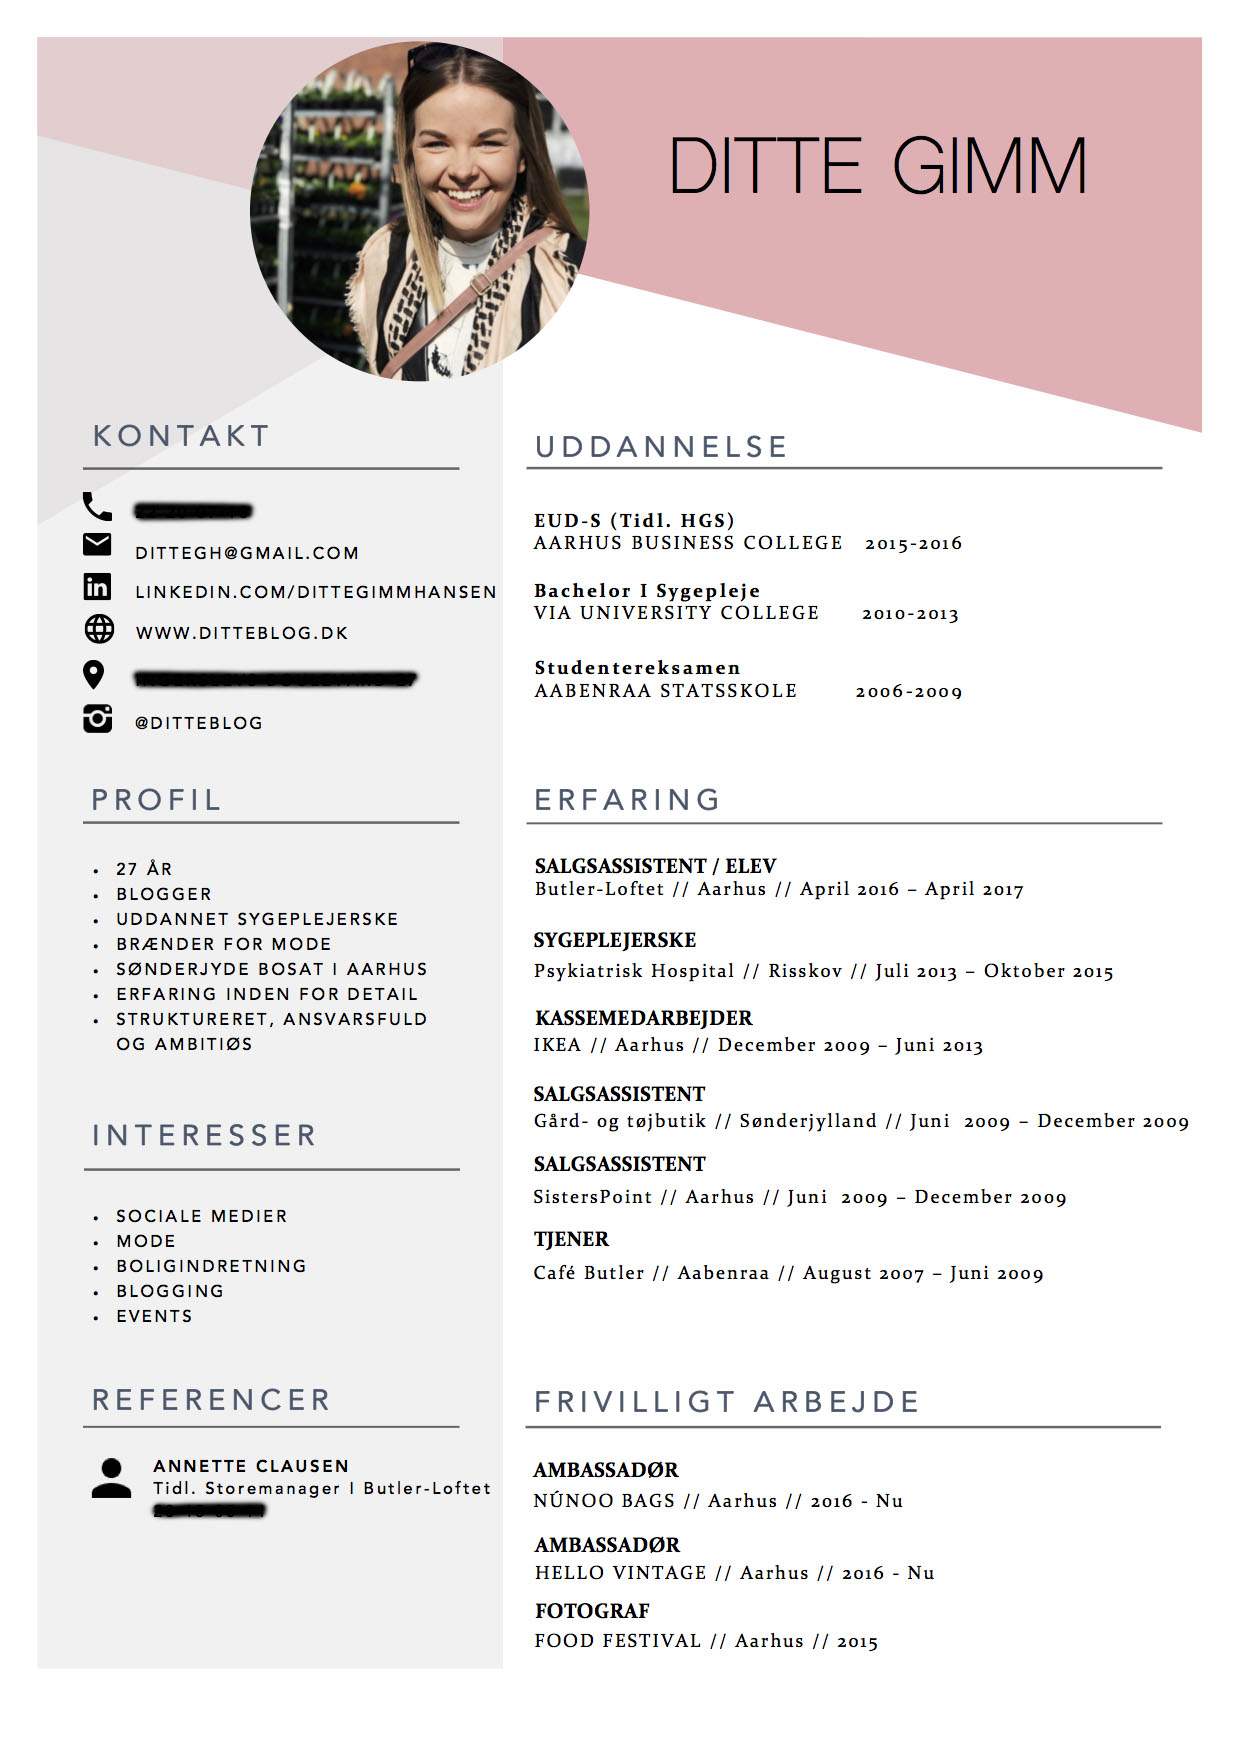 DITTE GIMM
KONTAKT
DITTEGH@GMAIL.COM
LINKEDIN.COM/DITTEGIMMHANSEN
WWW.DITTEBLOG.DK
@DITTEBLOG
PROFIL
• 27 ÅR
• BLOGGER
• UDDANNET SYGEPLEJERSKE
• BRÆNDER FOR MODE
• SØNDERJYDE BOSAT I AARHUS
• ERFARING INDEN FOR DETAIL
• STRUKTURERET, ANSVARSFULD
OG AMBITIØS
INTERESSER
• SOCIALE MEDIER
• MODE
• BOLIGINDRETNING
• BLOGGING
• EVENTS
REFERENCER
ANNETTE CLAUSEN
Tidl. Storemanager I Butler-Loftet
UDDANNELSE
EUD-S (Tidl. HGS)
AARHUS BUSINESS COLLEGE 2015-2016
Bachelor I Sygepleje
VIA UNIVERSITY COLLEGE 2010-2013
Studentereksamen
AABENRAA STATSSKOLE 2006-2009
ERFARING
SALGSASSISTENT / ELEV
Butler-Loftet // Aarhus // April 2016 – April 2017
SYGEPLEJERSKE
Psykiatrisk Hospital // Risskov // Juli 2013 – Oktober 2015
KASSEMEDARBEJDER
IKEA // Aarhus // December 2009 – Juni 2013
SALGSASSISTENT
Gård- og tøjbutik // Sønderjylland // Juni 2009 – December 2009
SALGSASSISTENT
SistersPoint // Aarhus // Juni 2009 – December 2009
TJENER
Café Butler // Aabenraa // August 2007 – Juni 2009
FRIVILLIGT ARBEJDE
AMBASSADØR
NÚNOO BAGS // Aarhus // 2016 - Nu
AMBASSADØR
HELLO VINTAGE // Aarhus // 2016 - Nu
FOTOGRAF
FOOD FESTIVAL // Aarhus // 2015